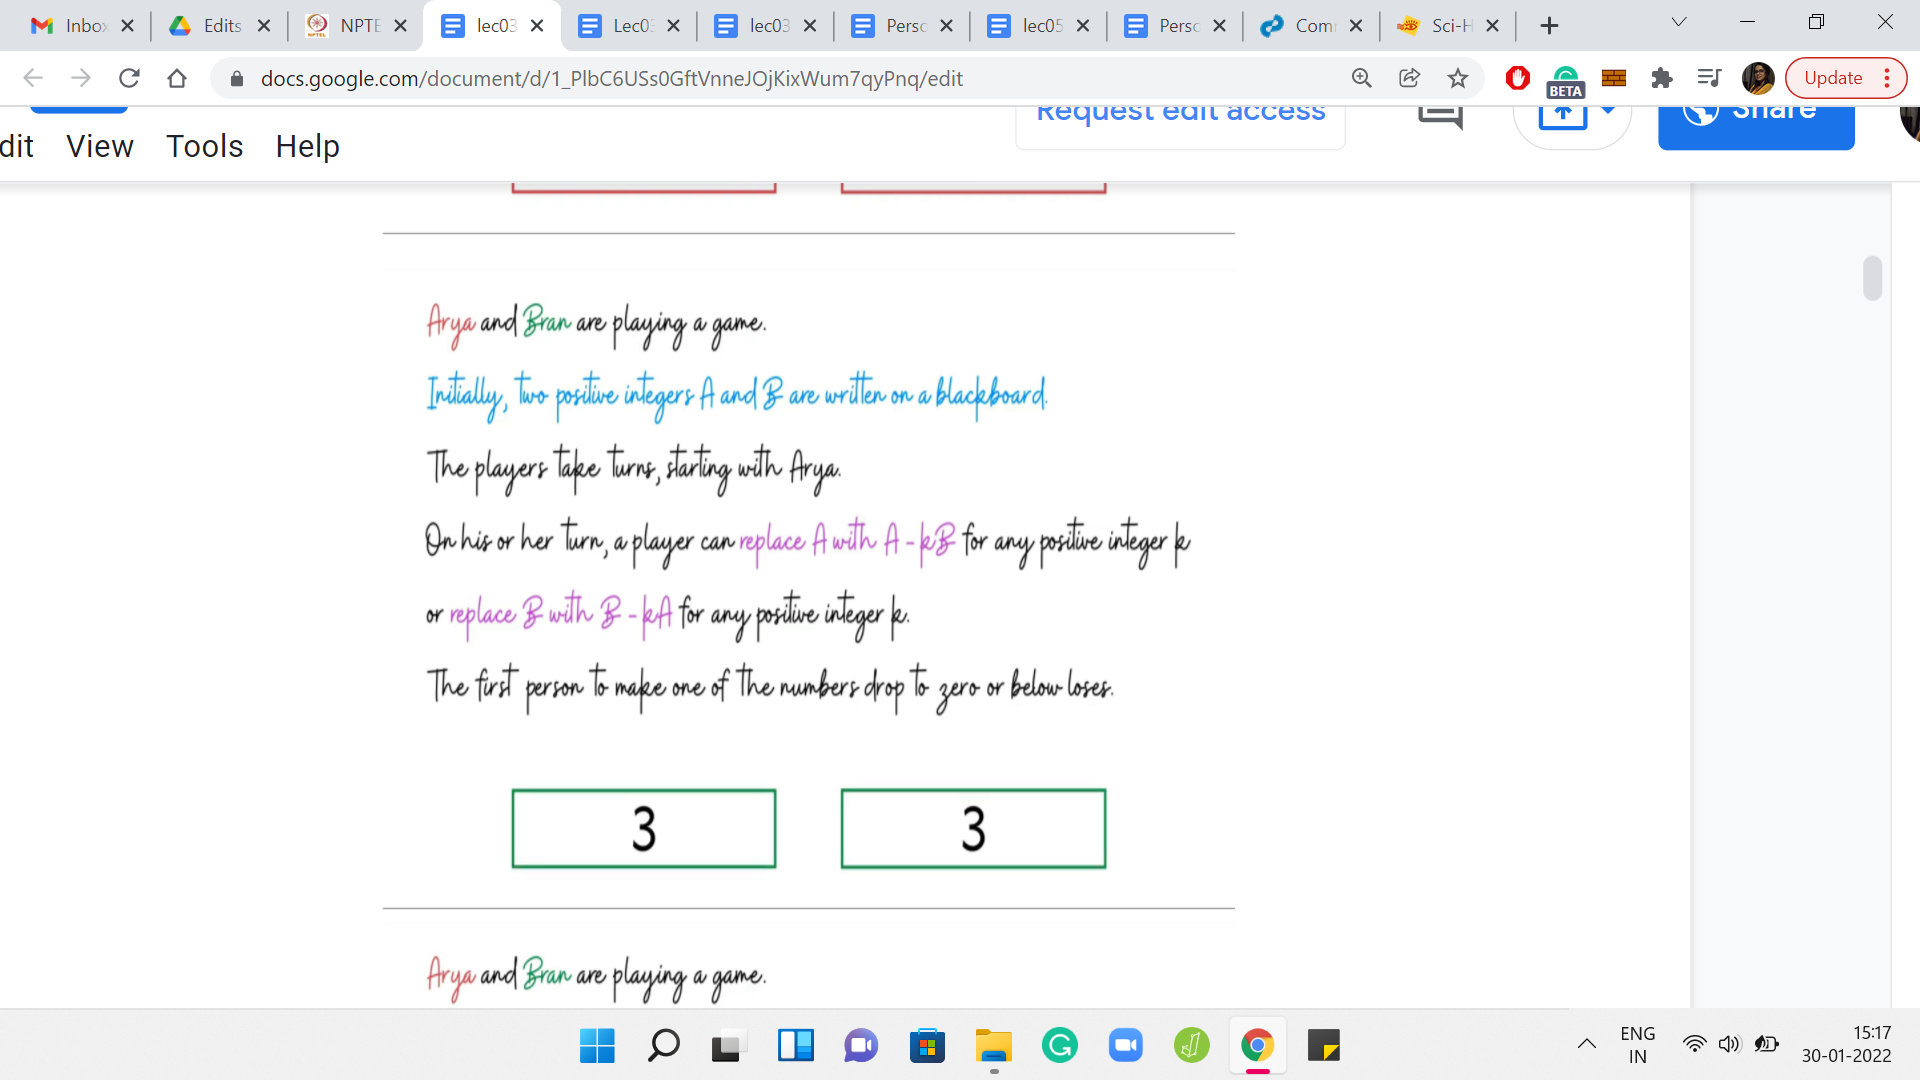 Inbo
Edits
NPTE
lec03
Lec03
lec03
Perso
lec05
Perso
Com
Sci-H
docs.google.com/document/d/1_PlbC6USs0GftVnneJOjKixWum7qyPnq/edit
BETA
Update
Request edit access
Share
dit View Tools Help
Arya and Bran are playing a game.
Initially, two positive integers A and B are written on a blackboard.
The players take turns, starting with Arya.
On his or her turn, a player can replace A with A - kB for any positive integer k
or replace B with B - kA for any positive integer k.
The first person to make one of the numbers drop to zero or below loses.
3 3
Arya and Bran are playing a game.
ENG
IN
15:17
30-01-2022